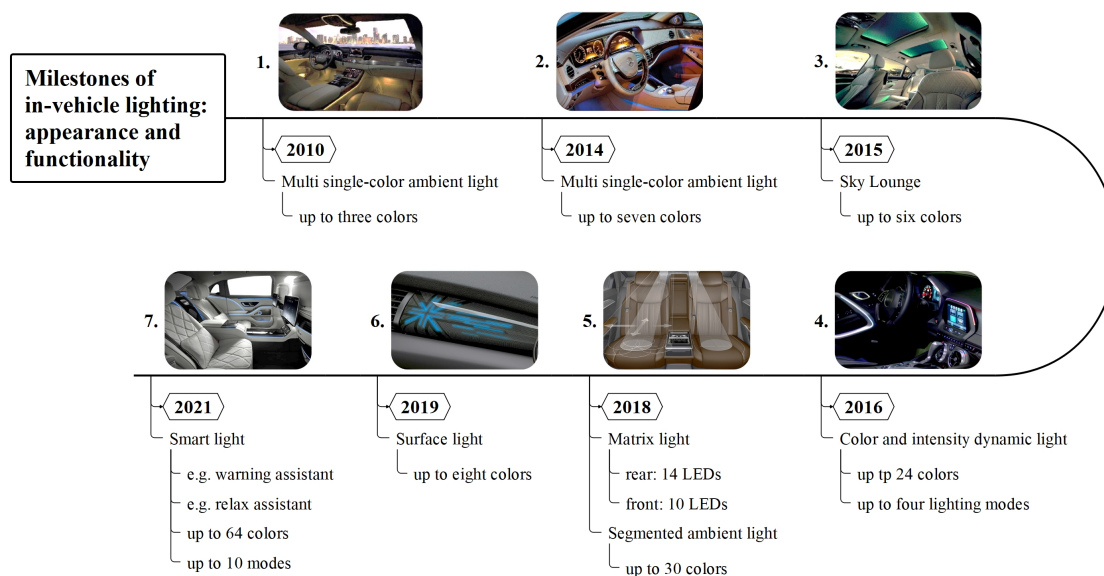 Milestones of
in-vehicle lighting:
appearance and
functionality
1.
2010
Multi single-color ambient light
up to three colors
2.
2014
Multi single-color ambient light
up to seven colors
3.
2015
Sky Lounge
up to six colors
4.
2016
Color and intensity dynamic light
up tp 24 colors
up to four lighting modes
5.
2018
Matrix light
rear: 14 LEDs
front: 10 LEDs
Segmented ambient light
up to 30 colors
6.
2019
Surface light
up to eight colors
7.
2021
Smart light
e.g. warning assistant
e.g. relax assistant
up to 64 colors
up to 10 modes